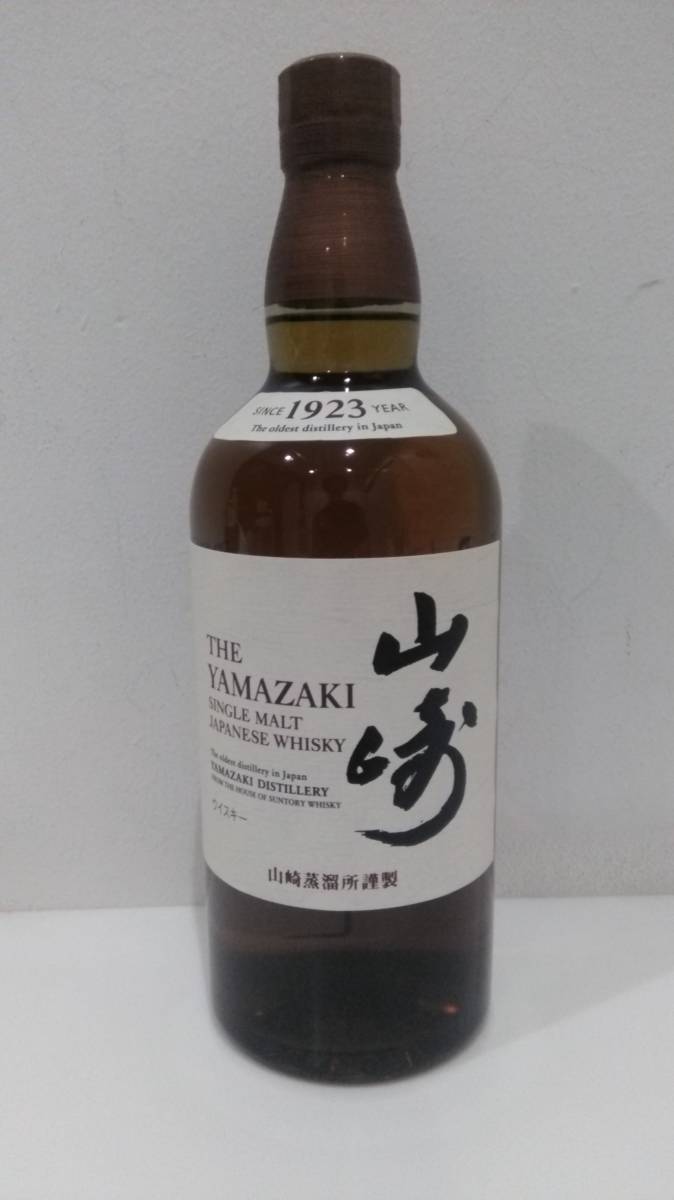 SINCE 1923 YEAR
The oldest distillery in Japan
THE
YAMAZAKI
SINGLE MALT
JAPANESE WHISKY
The oldest distillery in Japan
YAMAZAKI DISTILLERY
FROM THE HOUSE OF SUNTORY WHISKY
ウイスキー
山崎
山崎蒸溜所謹製